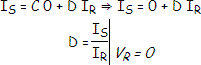 I_S = C 0 + D I_R ⇒ I_S = 0 + D I_R
D = I_S / I_R | V_R = 0